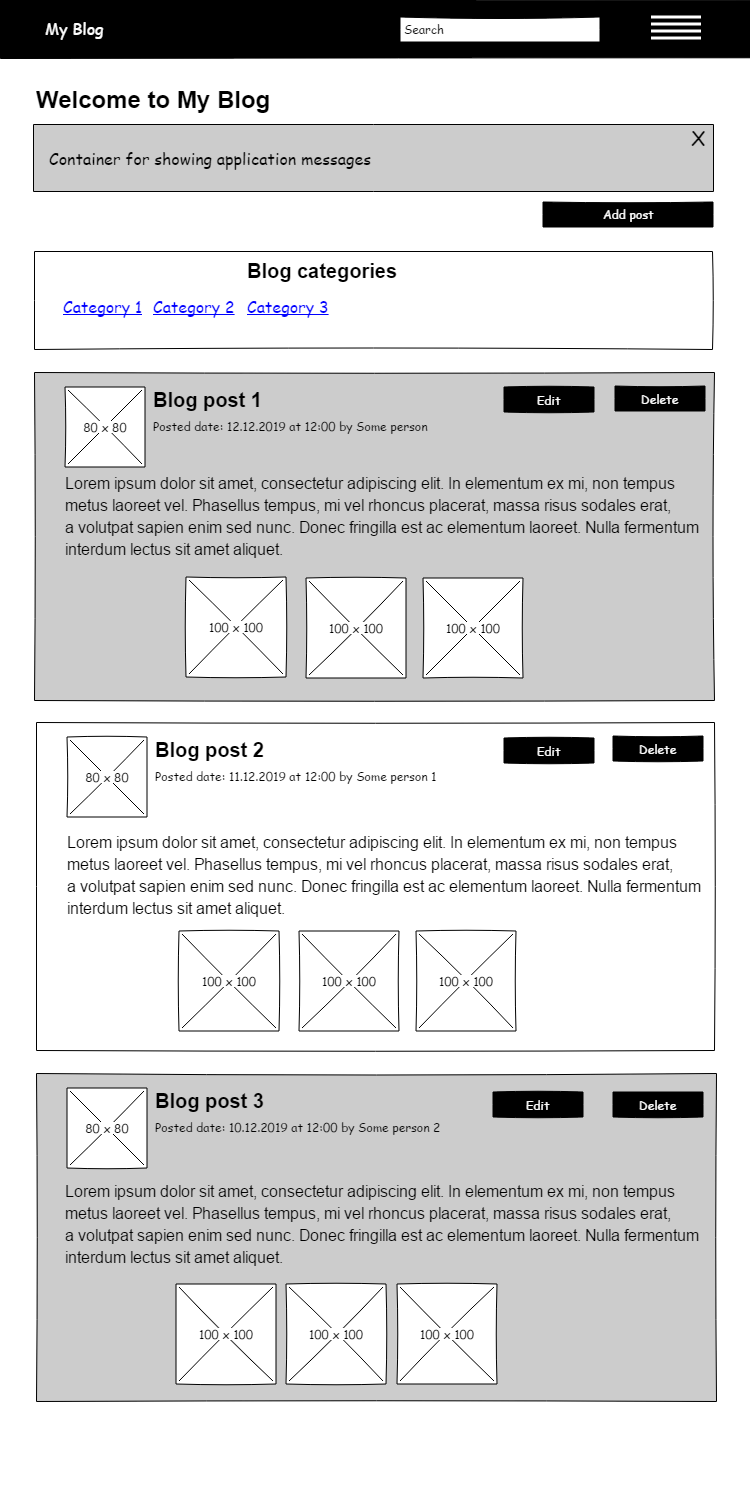 My Blog
Search
Welcome to My Blog
X
Container for showing application messages
Add post
Blog categories
Category 1 Category 2 Category 3
80 x 80
Blog post 1
Edit
Delete
Posted date: 12.12.2019 at 12:00 by Some person
Lorem ipsum dolor sit amet, consectetur adipiscing elit. In elementum ex mi, non tempus
metus laoreet vel. Phasellus tempus, mi vel rhoncus placerat, massa risus sodales erat,
a volutpat sapien enim sed nunc. Donec fringilla est ac elementum laoreet. Nulla fermentum
interdum lectus sit amet aliquet.
100 x 100 100 x 100 100 x 100
80 x 80
Blog post 2
Edit
Delete
Posted date: 11.12.2019 at 12:00 by Some person 1
Lorem ipsum dolor sit amet, consectetur adipiscing elit. In elementum ex mi, non tempus
metus laoreet vel. Phasellus tempus, mi vel rhoncus placerat, massa risus sodales erat,
a volutpat sapien enim sed nunc. Donec fringilla est ac elementum laoreet. Nulla fermentum
interdum lectus sit amet aliquet.
100 x 100 100 x 100 100 x 100
80 x 80
Blog post 3
Edit
Delete
Posted date: 10.12.2019 at 12:00 by Some person 2
Lorem ipsum dolor sit amet, consectetur adipiscing elit. In elementum ex mi, non tempus
metus laoreet vel. Phasellus tempus, mi vel rhoncus placerat, massa risus sodales erat,
a volutpat sapien enim sed nunc. Donec fringilla est ac elementum laoreet. Nulla fermentum
interdum lectus sit amet aliquet.
100 x 100 100 x 100 100 x 100